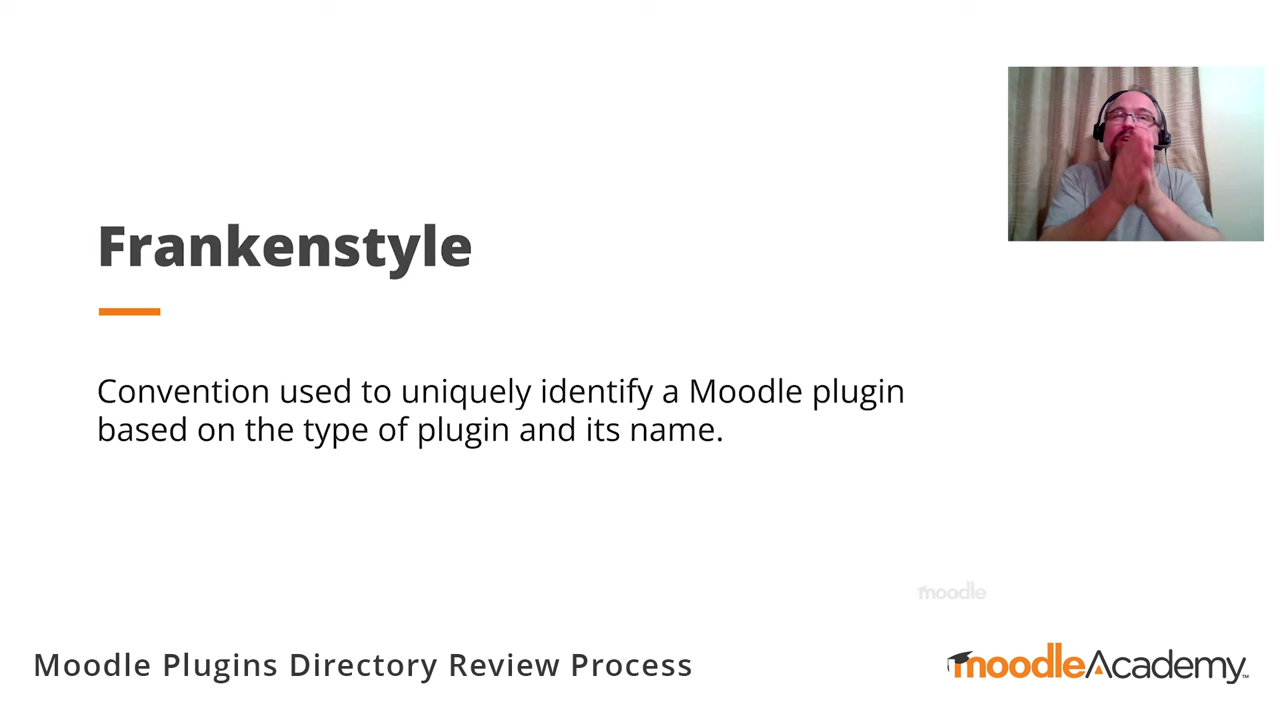 Frankenstyle
Convention used to uniquely identify a Moodle plugin
based on the type of plugin and its name.
moodle
Moodle Plugins Directory Review Process
moodleAcademy™